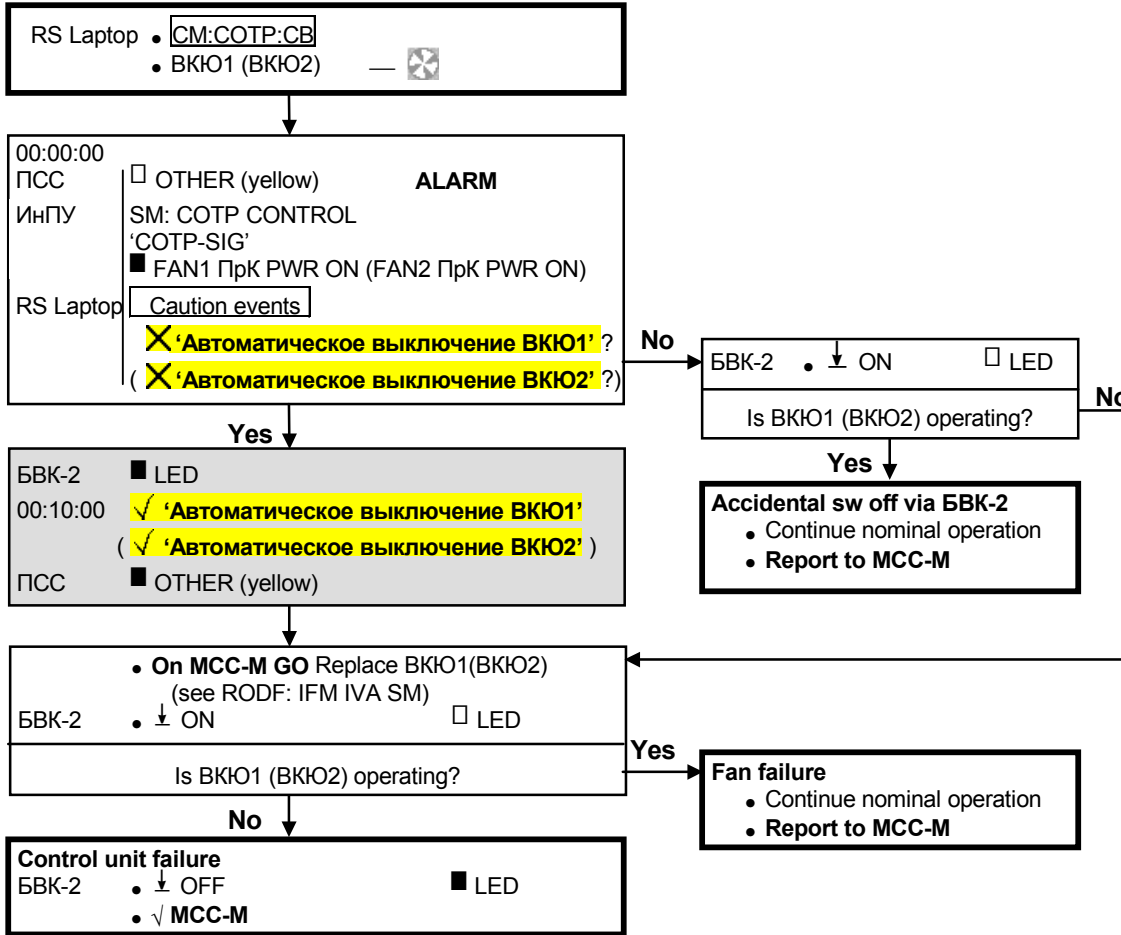 RS Laptop • СМ:СОТР:СВ
• ВКЮ1 (ВКЮ2) —
00:00:00
ПСС □ OTHER (yellow) ALARM
ИнПУ SM: COTP CONTROL
‘COTP-SIG’
■ FAN1 ПрК PWR ON (FAN2 ПрК PWR ON)
RS Laptop Caution events
‘Автоматическое выключение ВКЮ1’ ?
( ‘Автоматическое выключение ВКЮ2’ ?)
No
БВК-2 • ON □ LED
Is ВКЮ1 (ВКЮ2) operating?
No
Yes
Accidental sw off via БВК-2
• Continue nominal operation
• Report to MCC-M
Yes
БВК-2 ■ LED
00:10:00 √ ‘Автоматическое выключение ВКЮ1’
( √ ‘Автоматическое выключение ВКЮ2’ )
ПСС ■ OTHER (yellow)
• On MCC-M GO Replace ВКЮ1(ВКЮ2)
(see RODF: IFM IVA SM)
БВК-2 • ON □ LED
Is ВКЮ1 (ВКЮ2) operating?
Yes
Fan failure
• Continue nominal operation
• Report to MCC-M
No
Control unit failure
БВК-2 • OFF ■ LED
• √ MCC-M